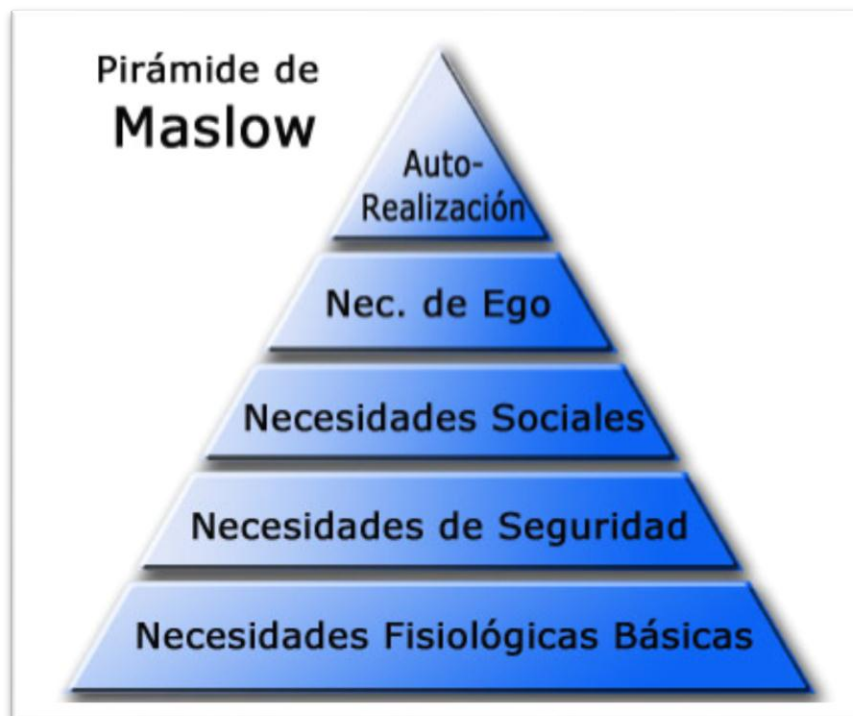 Pirámide de
Maslow
Auto-
Realización
Nec. de Ego
Necesidades Sociales
Necesidades de Seguridad
Necesidades Fisiológicas Básicas